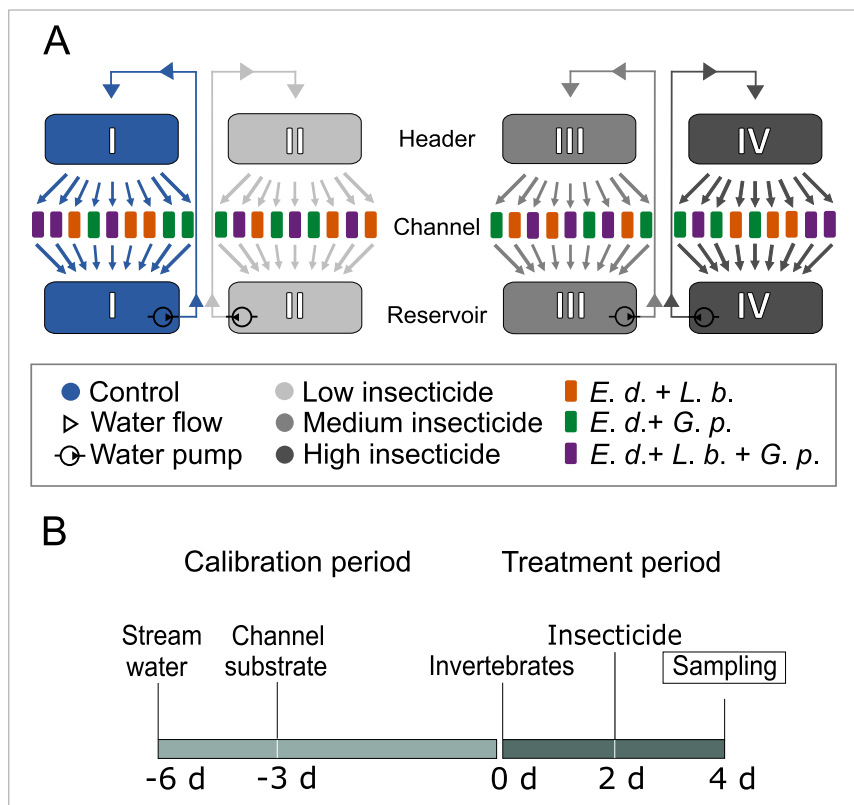 A
I II Header III IV
Channel
I II Reservoir III IV
Control Low insecticide E. d. + L. b.
Water flow Medium insecticide E. d.+ G. p.
Water pump High insecticide E. d.+ L. b. + G. p.
B
Calibration period Treatment period
Stream water
Channel substrate
Invertebrates
Insecticide
Sampling
-6 d -3 d 0 d 2 d 4 d